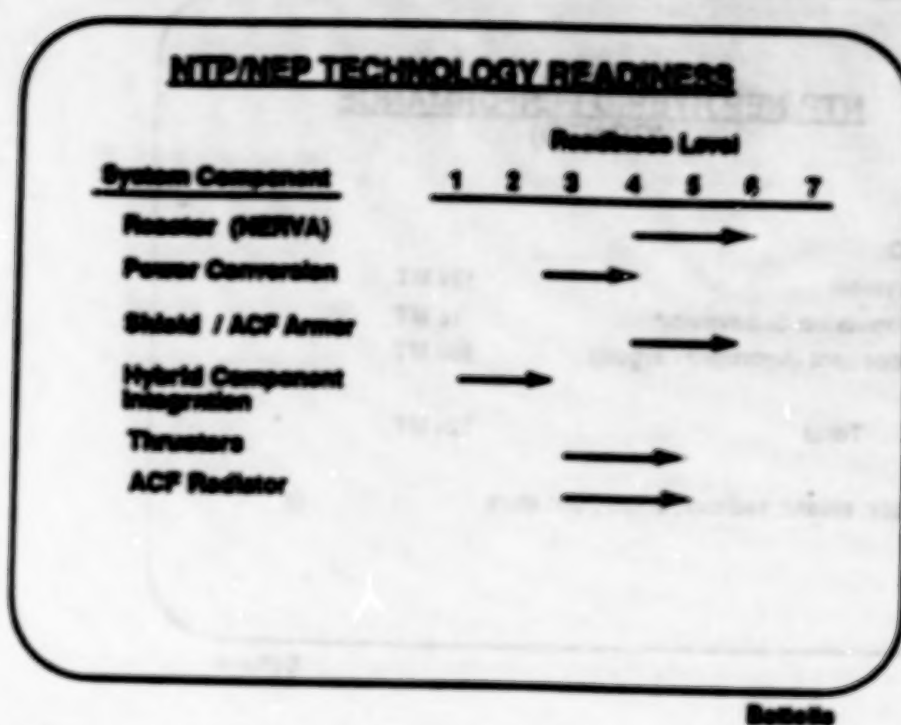 NTP/NEP TECHNOLOGY READINESS
Readiness Level
System Component 1 2 3 4 5 6 7
Reactor (NERVA)
Power Conversion
Shield / ACF Armor
Hybrid Component
Integration
Thrusters
ACF Radiator
Battelle